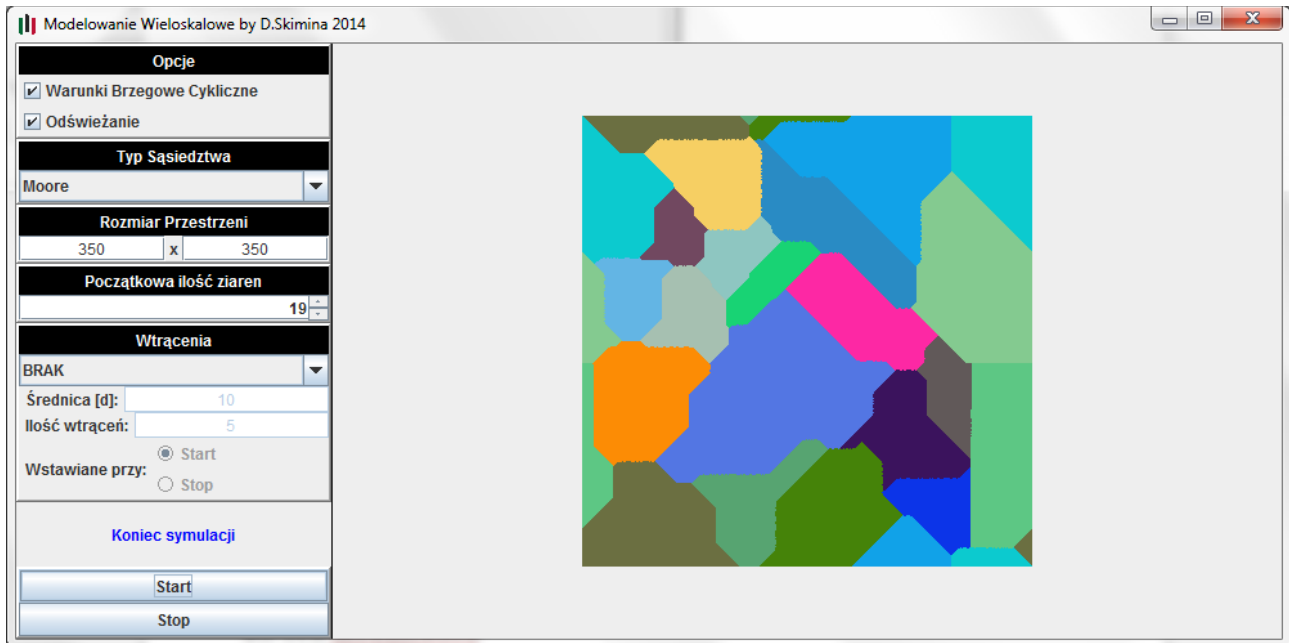 Modelowanie Wieloskalowe by D.Skimina 2014
Opcje
Warunki Brzegowe Cykliczne
Odświeżanie
Typ Sąsiedztwa
Moore
Rozmiar Przestrzeni
350 x 350
Początkowa ilość ziaren
19
Wtrącenia
BRAK
Średnica [d]: 10
Ilość wtrąceń: 5
Wstawiane przy:
Start
Stop
Koniec symulacji
Start
Stop